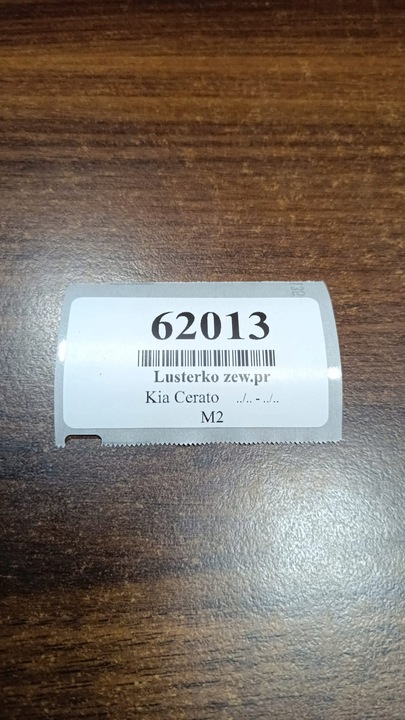 62013
Lusterko zew.pr
Kia Cerato ../.. - ../..
M2